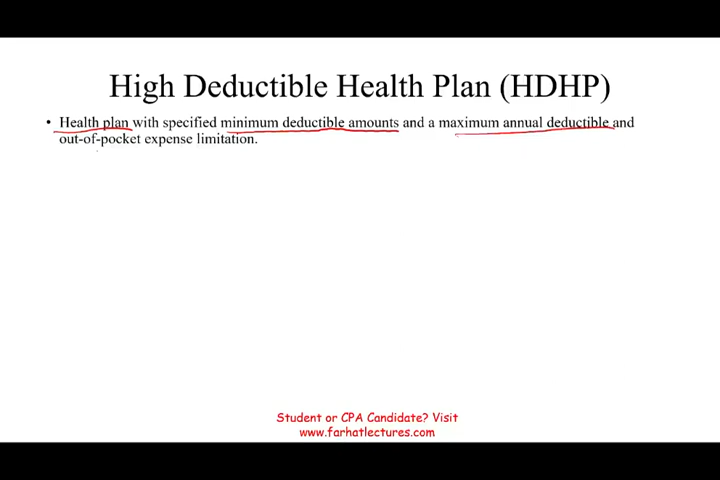 High Deductible Health Plan (HDHP)
• Health plan with specified minimum deductible amounts and a maximum annual deductible and
out-of-pocket expense limitation.
Student or CPA Candidate? Visit
www.farhatlectures.com